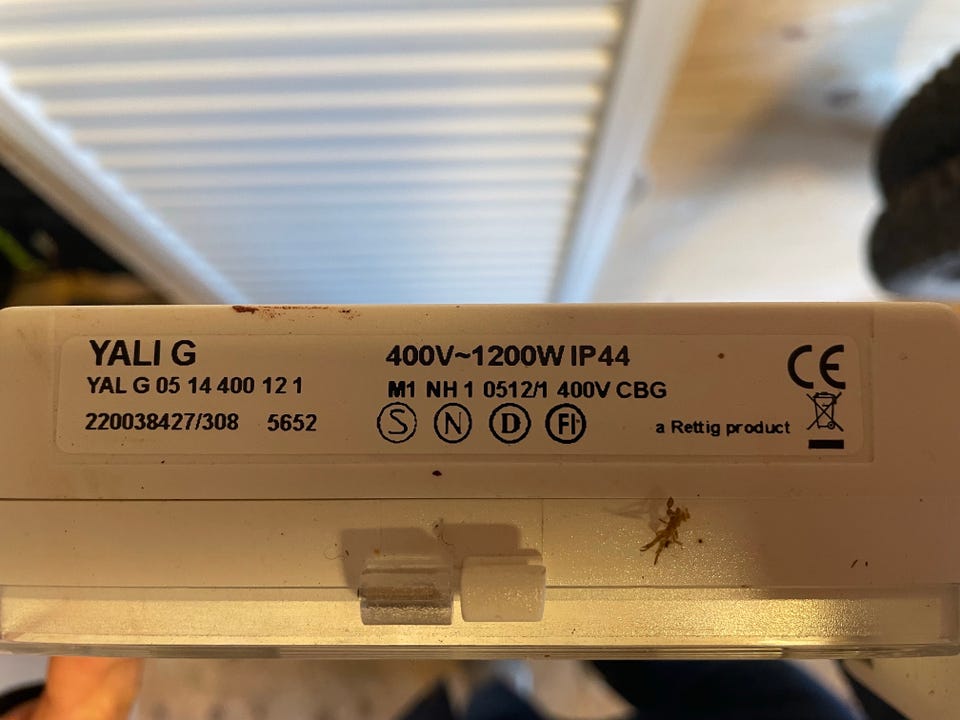 YALI G
YAL G 05 14 400 12 1
220038427/308 5652
400V~1200W IP44
M1 NH 1 0512/1 400V CBG
S N D FI
a Rettig product
CE